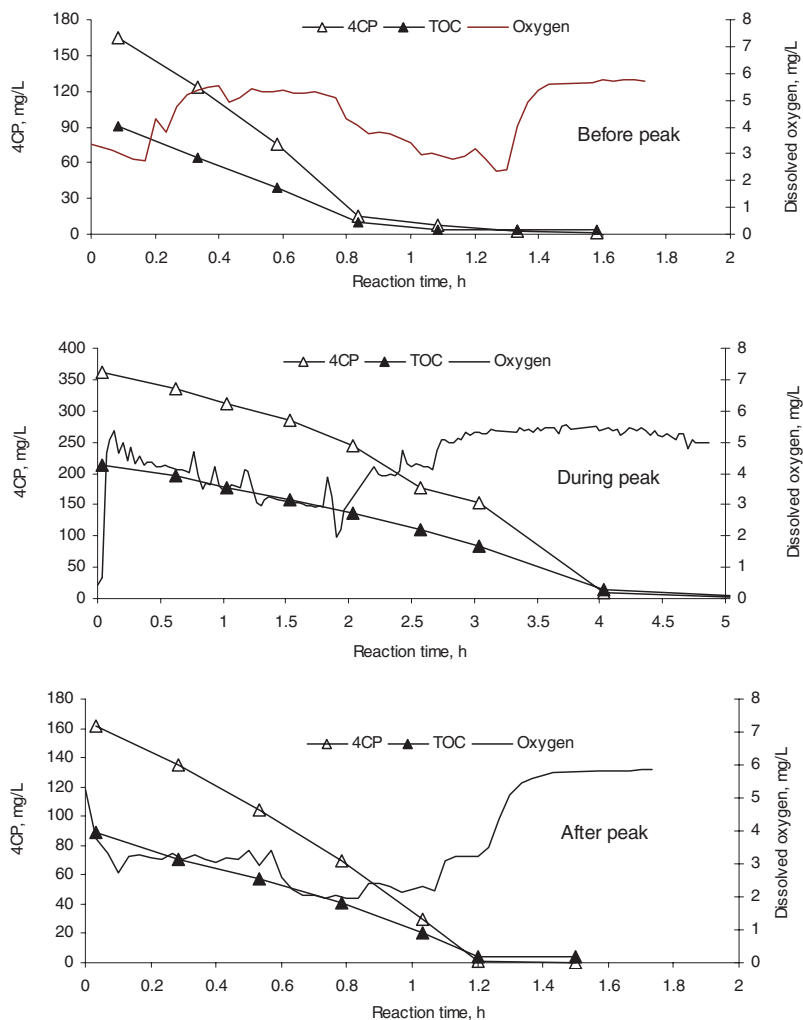 4CP TOC Oxygen
4CP, mg/L
180
150
120
90
60
30
0
8
7
6
5
4
3
2
1
0
Dissolved oxygen, mg/L
Before peak
0 0.2 0.4 0.6 0.8 1 1.2 1.4 1.6 1.8 2
Reaction time, h
4CP TOC Oxygen
4CP, mg/L
400
350
300
250
200
150
100
50
0
8
7
6
5
4
3
2
1
0
Dissolved oxygen, mg/L
During peak
0 0.5 1 1.5 2 2.5 3 3.5 4 4.5 5
Reaction time, h
4CP TOC Oxygen
4CP, mg/L
180
160
140
120
100
80
60
40
20
0
8
7
6
5
4
3
2
1
0
Dissolved oxygen, mg/L
After peak
0 0.2 0.4 0.6 0.8 1 1.2 1.4 1.6 1.8 2
Reaction time, h